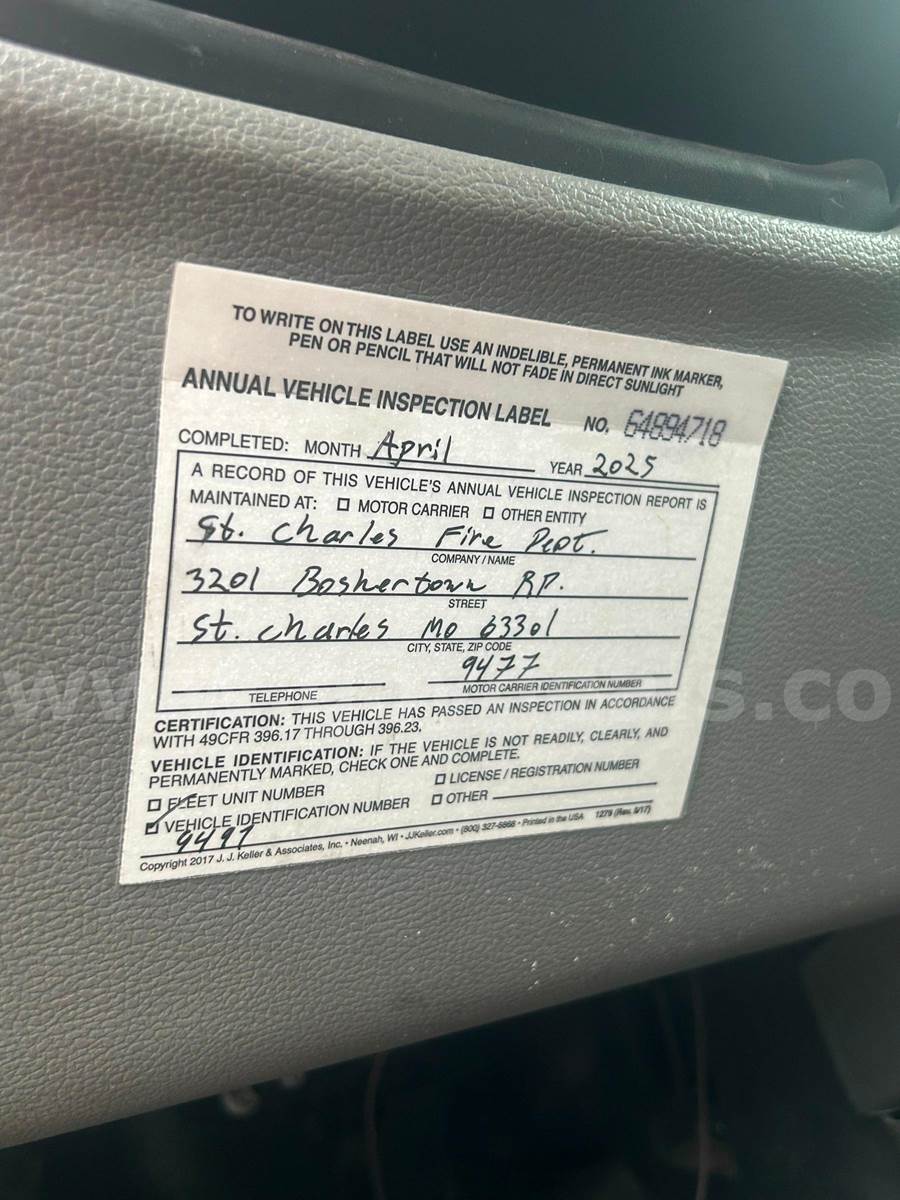 TO WRITE ON THIS LABEL USE AN INDELIBLE, PERMANENT INK MARKER,
PEN OR PENCIL THAT WILL NOT FADE IN DIRECT SUNLIGHT
ANNUAL VEHICLE INSPECTION LABEL NO. 64894718
COMPLETED: MONTH April YEAR 2025
A RECORD OF THIS VEHICLE'S ANNUAL VEHICLE INSPECTION REPORT IS
MAINTAINED AT: ☐ MOTOR CARRIER ☐ OTHER ENTITY
St. Charles Fire Dept.
COMPANY / NAME
3201 Boshertown RD.
STREET
St. Charles MO 63301
CITY, STATE, ZIP CODE
9477
TELEPHONE MOTOR CARRIER IDENTIFICATION NUMBER
CERTIFICATION: THIS VEHICLE HAS PASSED AN INSPECTION IN ACCORDANCE
WITH 49CFR 396.17 THROUGH 396.23.
VEHICLE IDENTIFICATION: IF THE VEHICLE IS NOT READILY, CLEARLY, AND
PERMANENTLY MARKED, CHECK ONE AND COMPLETE.
☐ FLEET UNIT NUMBER ☐ LICENSE / REGISTRATION NUMBER
☑ VEHICLE IDENTIFICATION NUMBER ☐ OTHER
9497
Copyright 2017 J. J. Keller & Associates, Inc. • Neenah, WI • JJKeller.com • (800) 327-6868 • Printed in the USA 1279 (Rev. 9/17)